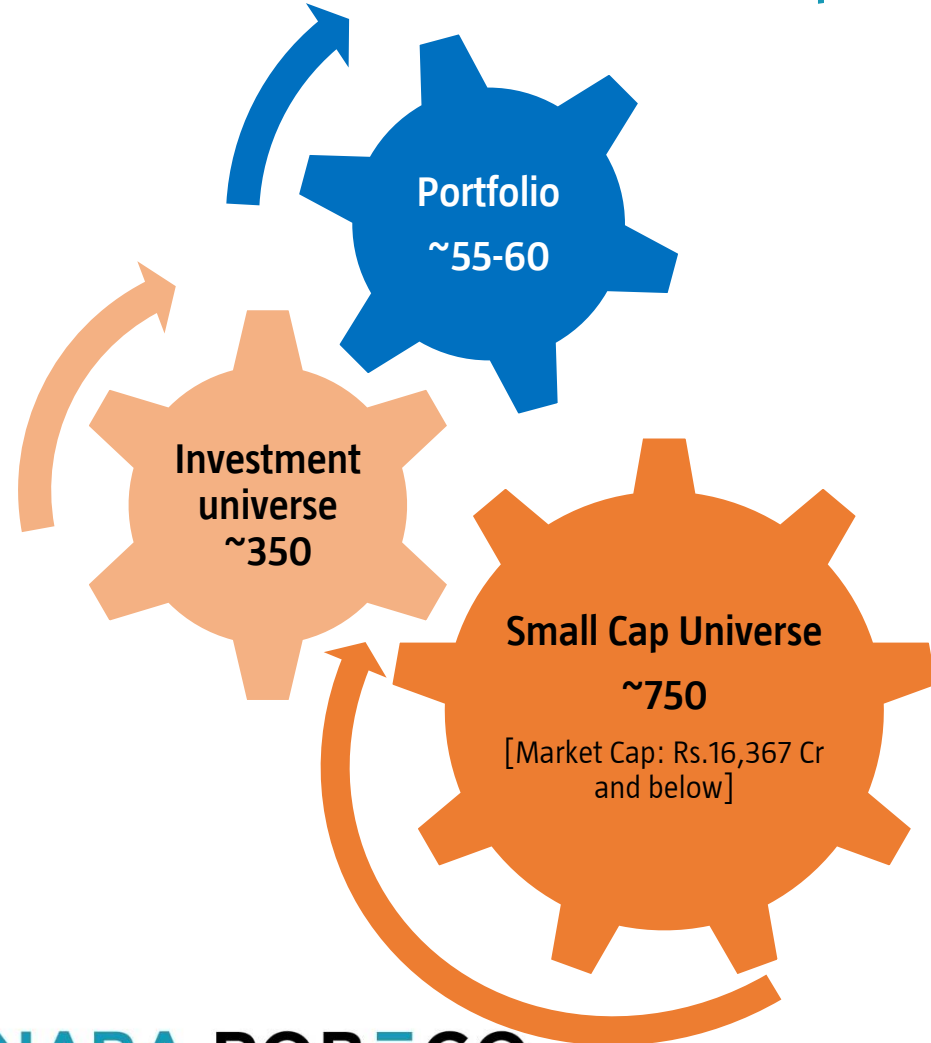 Portfolio
~55-60
Investment
universe
~350
Small Cap Universe
~750
[Market Cap: Rs.16,367 Cr
and below]